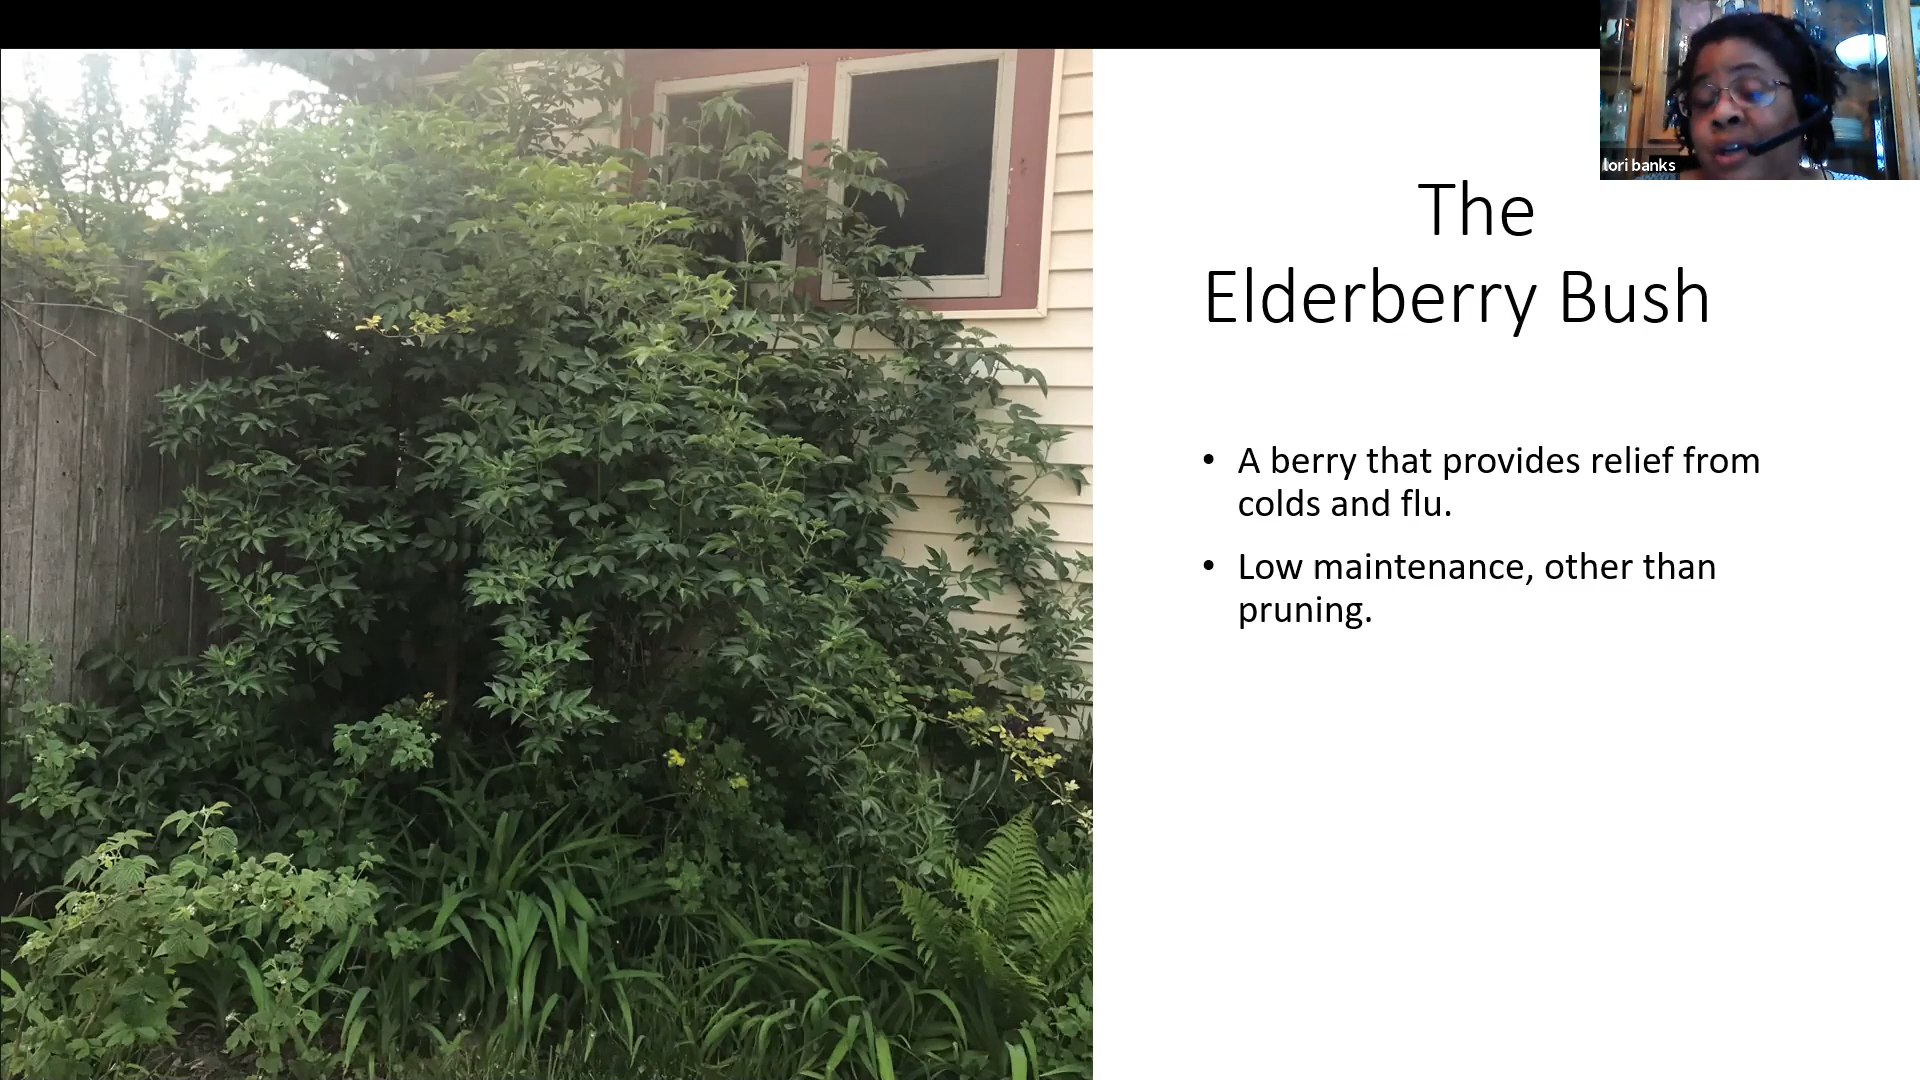 lori banks
The
Elderberry Bush
• A berry that provides relief from
colds and flu.
• Low maintenance, other than
pruning.